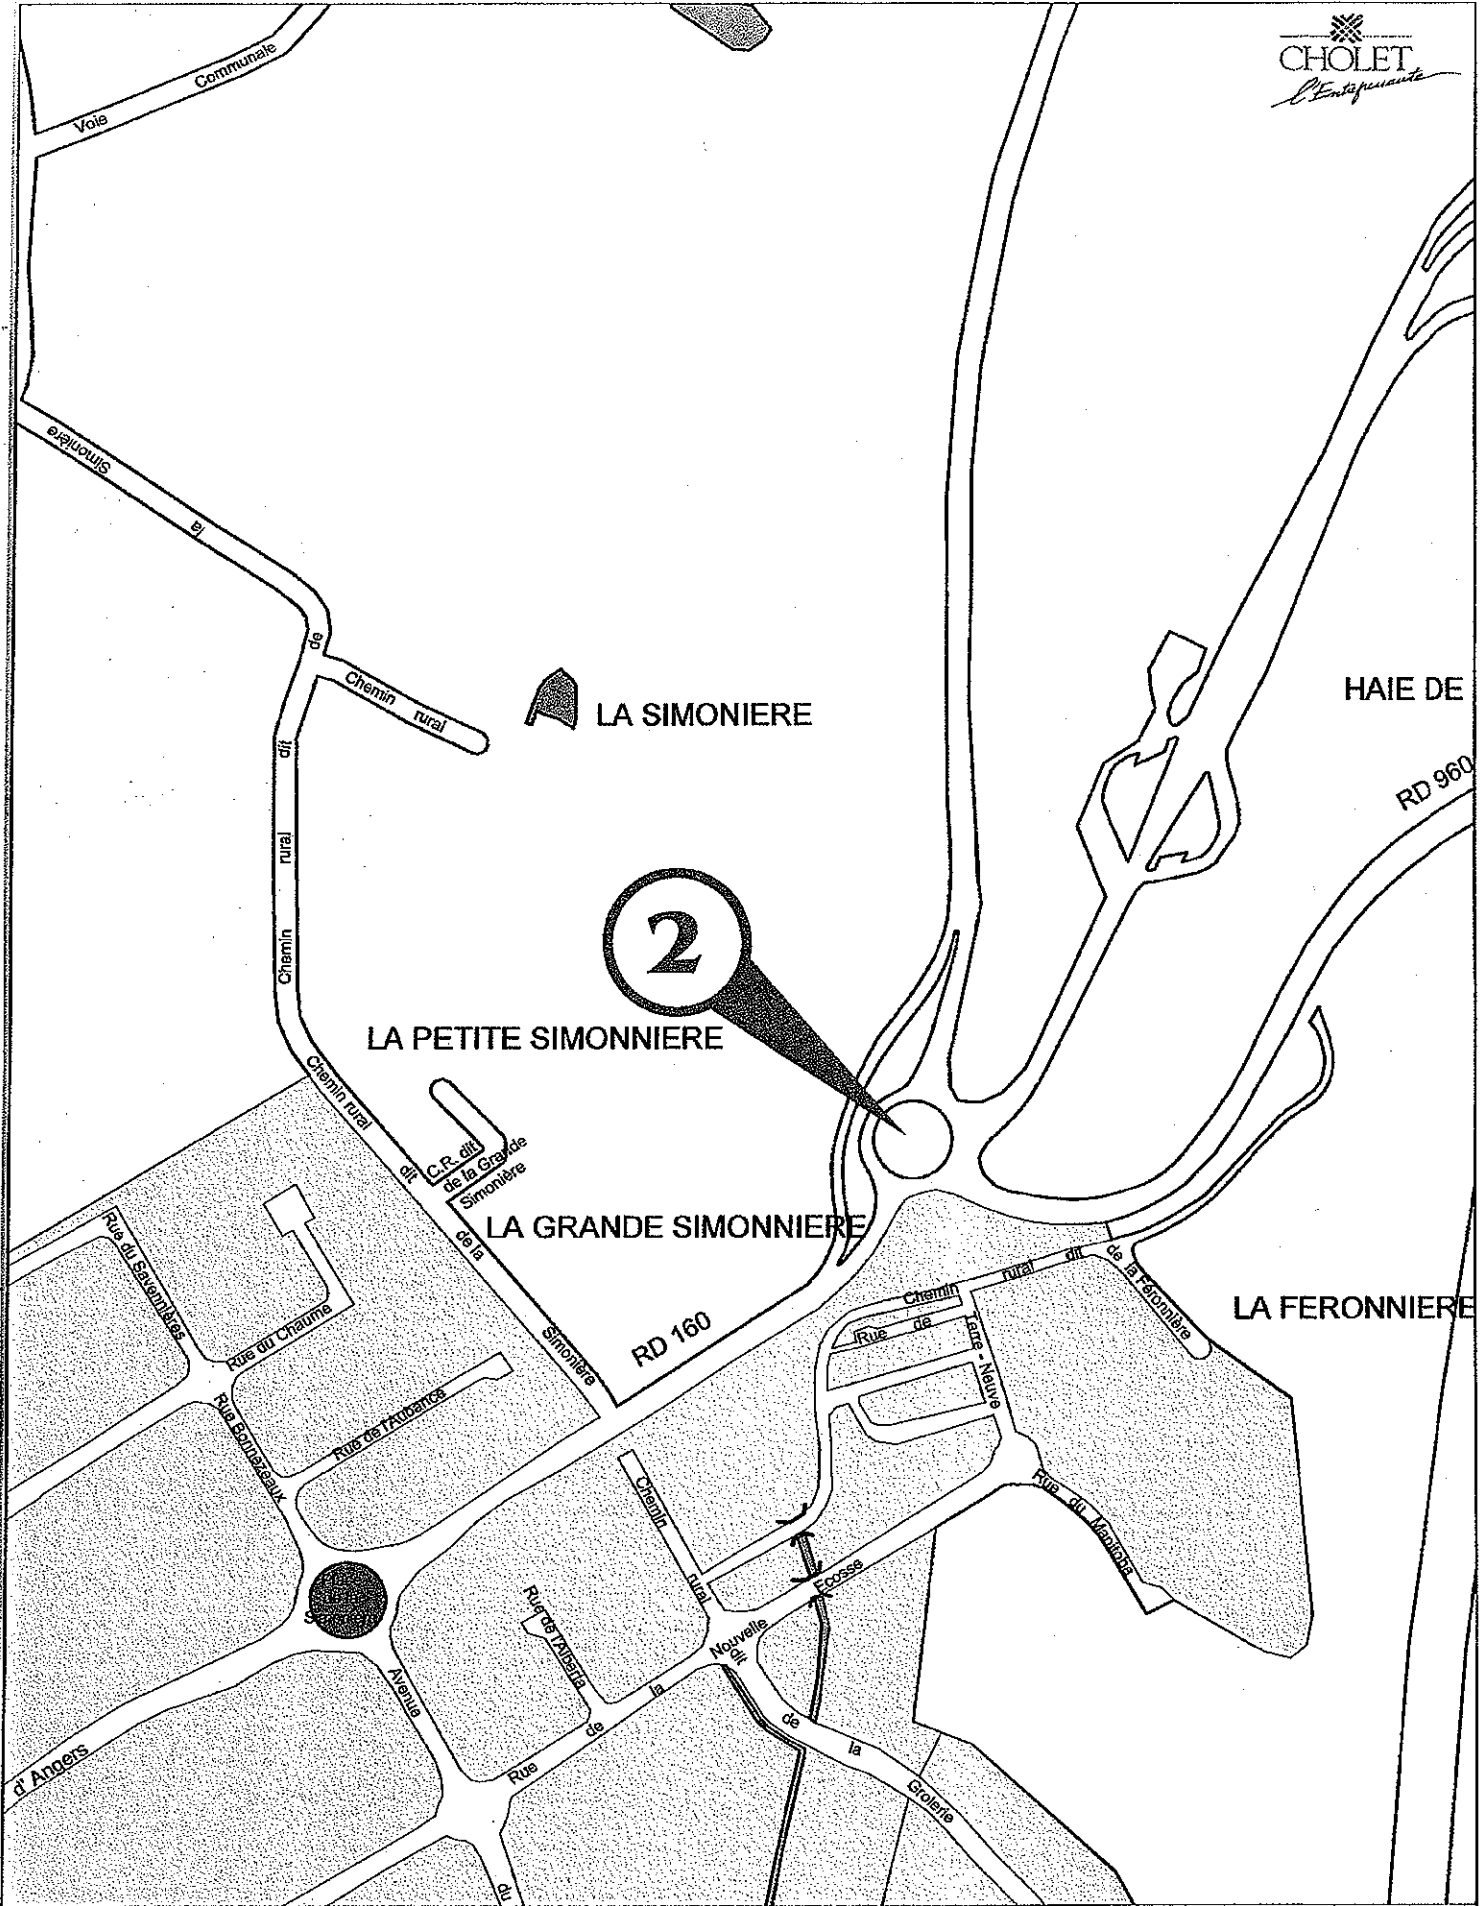 CHOLET
l'Entreprenante
Voie Communale
Simonière
la
de
dit
rural
Chemin
Chemin rural
LA SIMONIERE
HAIE DE
RD 960
2
LA PETITE SIMONNIERE
Chemin rural
dit
de la
Simonière
C.R. dit
de la Grande
Simonière
LA GRANDE SIMONNIERE
RD 160
Rue du Savennières
Rue du Chaume
Rue Bonnezeaux
Rue de l'Aubance
Chemin rural dit de la Féronnière
LA FERONNIERE
Rue de Terre - Neuve
Rue du Manitoba
Chemin rural dit de la Grolerie
Rue de la Nouvelle Ecosse
Rue de l'Alberta
Avenue
du
d' Angers